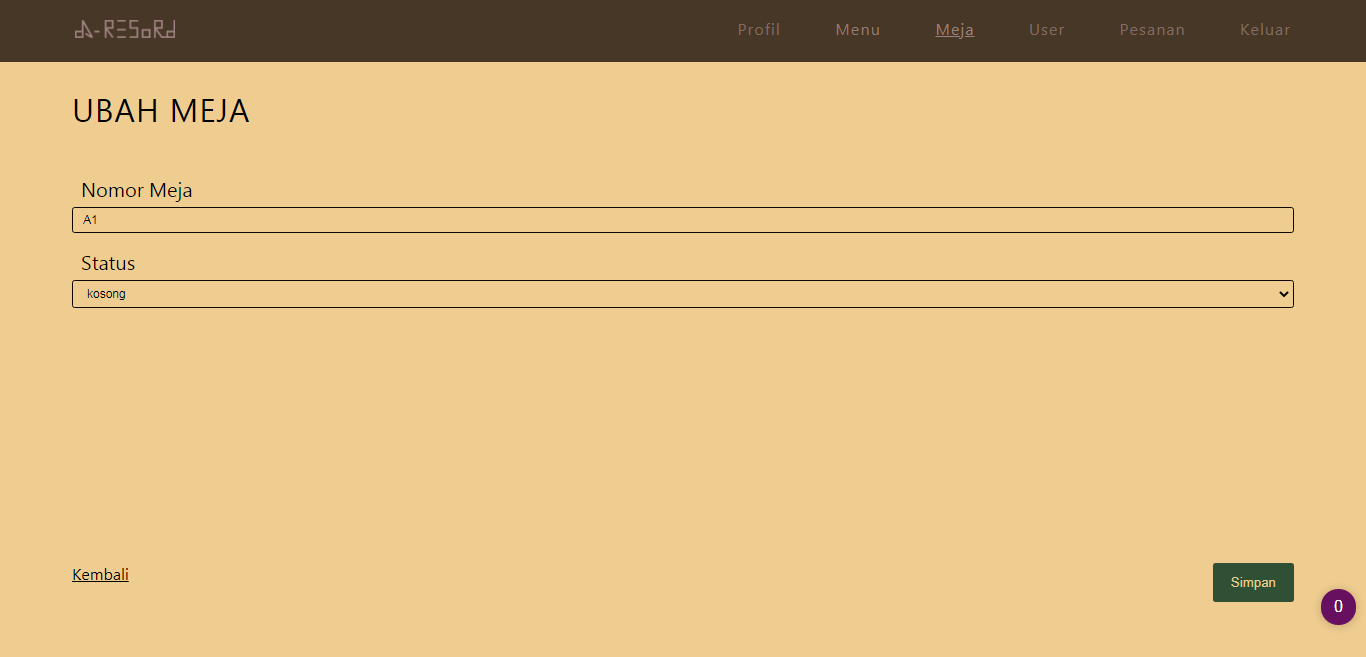 d-RESoRd
Profil Menu Meja User Pesanan Keluar
UBAH MEJA
Nomor Meja
A1
Status
kosong
Kembali
Simpan
0